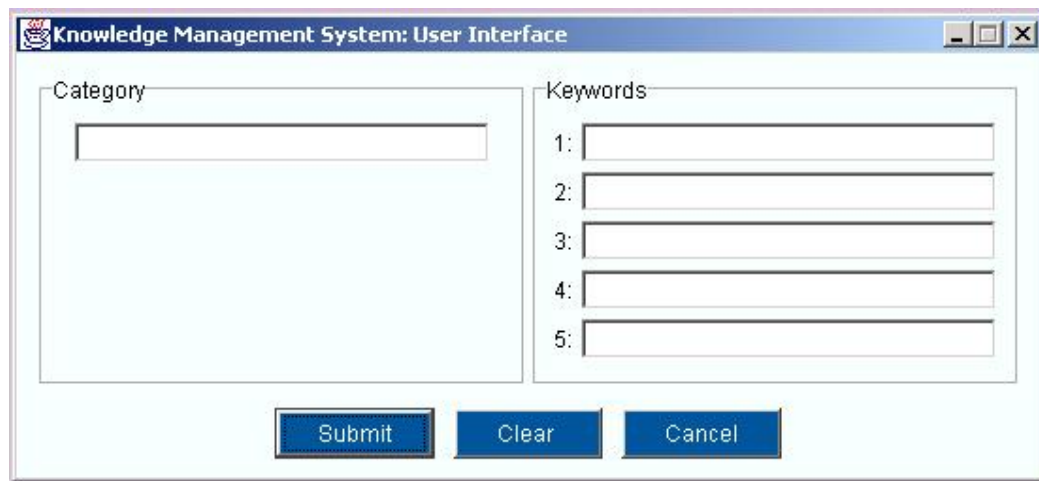 Knowledge Management System: User Interface
Category
Keywords
1:
2:
3:
4:
5:
Submit Clear Cancel